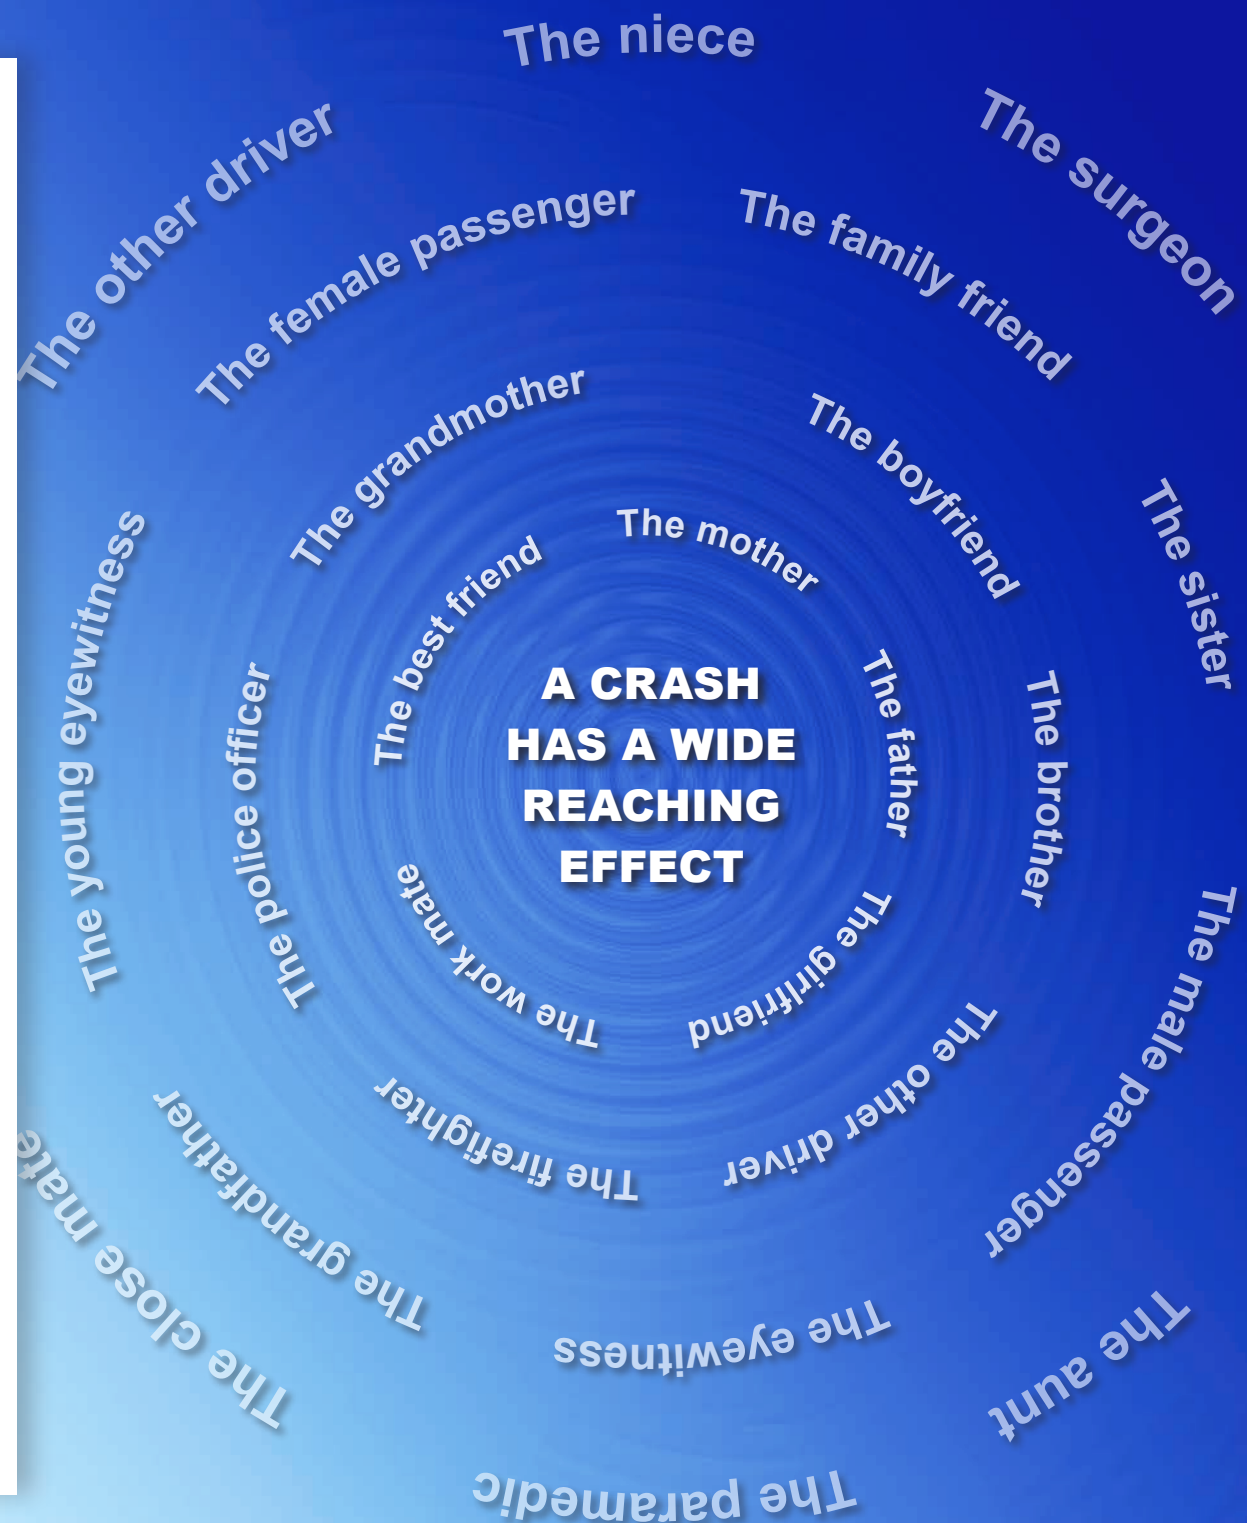 A CRASH
HAS A WIDE
REACHING
EFFECT
The mother
The father
The girlfriend
The work mate
The best friend
The boyfriend
The brother
The other driver
The firefighter
The police officer
The grandmother
The female passenger
The family friend
The sister
The male passenger
The eyewitness
The grandfather
The young eyewitness
The other driver
The niece
The surgeon
The aunt
The paramedic
The close mate